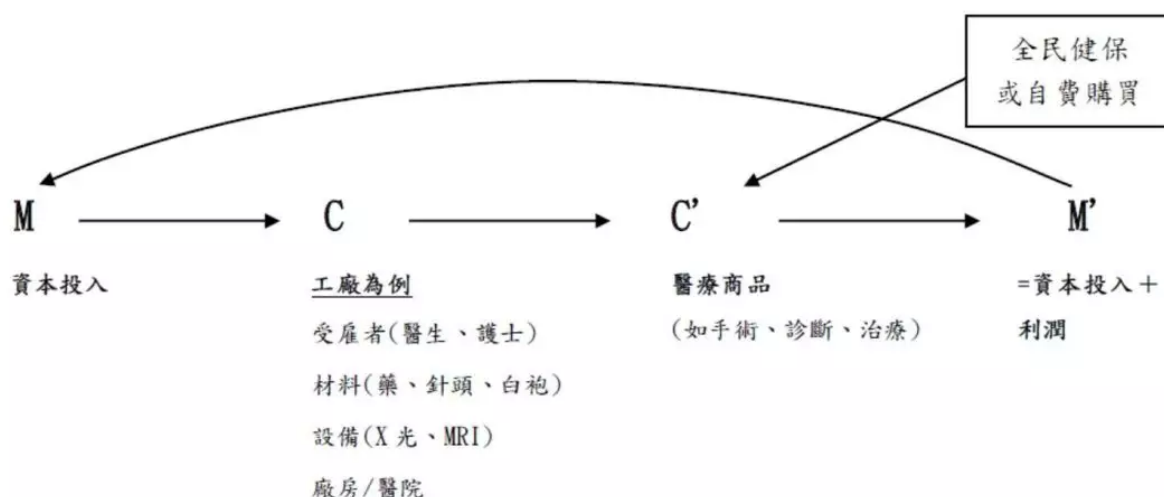 全民健保
或自費購買
M
C
C'
M'
資本投入
工廠為例
受雇者(醫生、護士)
材料(藥、針頭、白袍)
設備(X 光、MRI)
廠房/醫院
醫療商品
(如手術、診斷、治療)
=資本投入＋
利潤